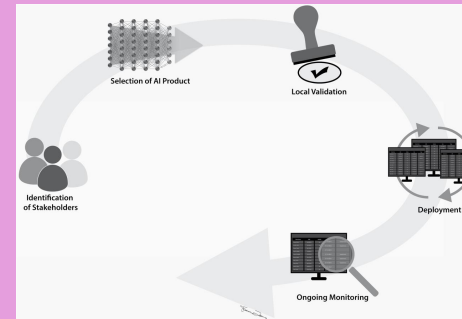 Selection of AI Product
Local Validation
Identification
of Stakeholders
Deployment
Ongoing Monitoring